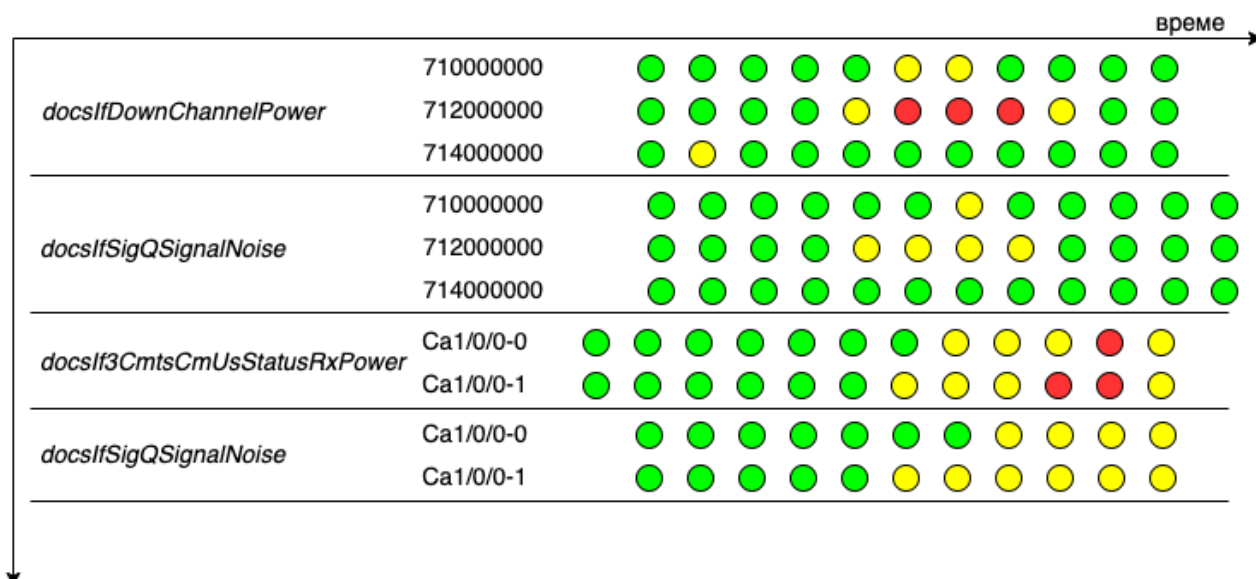 време
710000000
docsIfDownChannelPower
712000000
714000000
710000000
docsIfSigQSignalNoise
712000000
714000000
Ca1/0/0-0
docsIf3CmtsCmUsStatusRxPower
Ca1/0/0-1
Ca1/0/0-0
docsIfSigQSignalNoise
Ca1/0/0-1